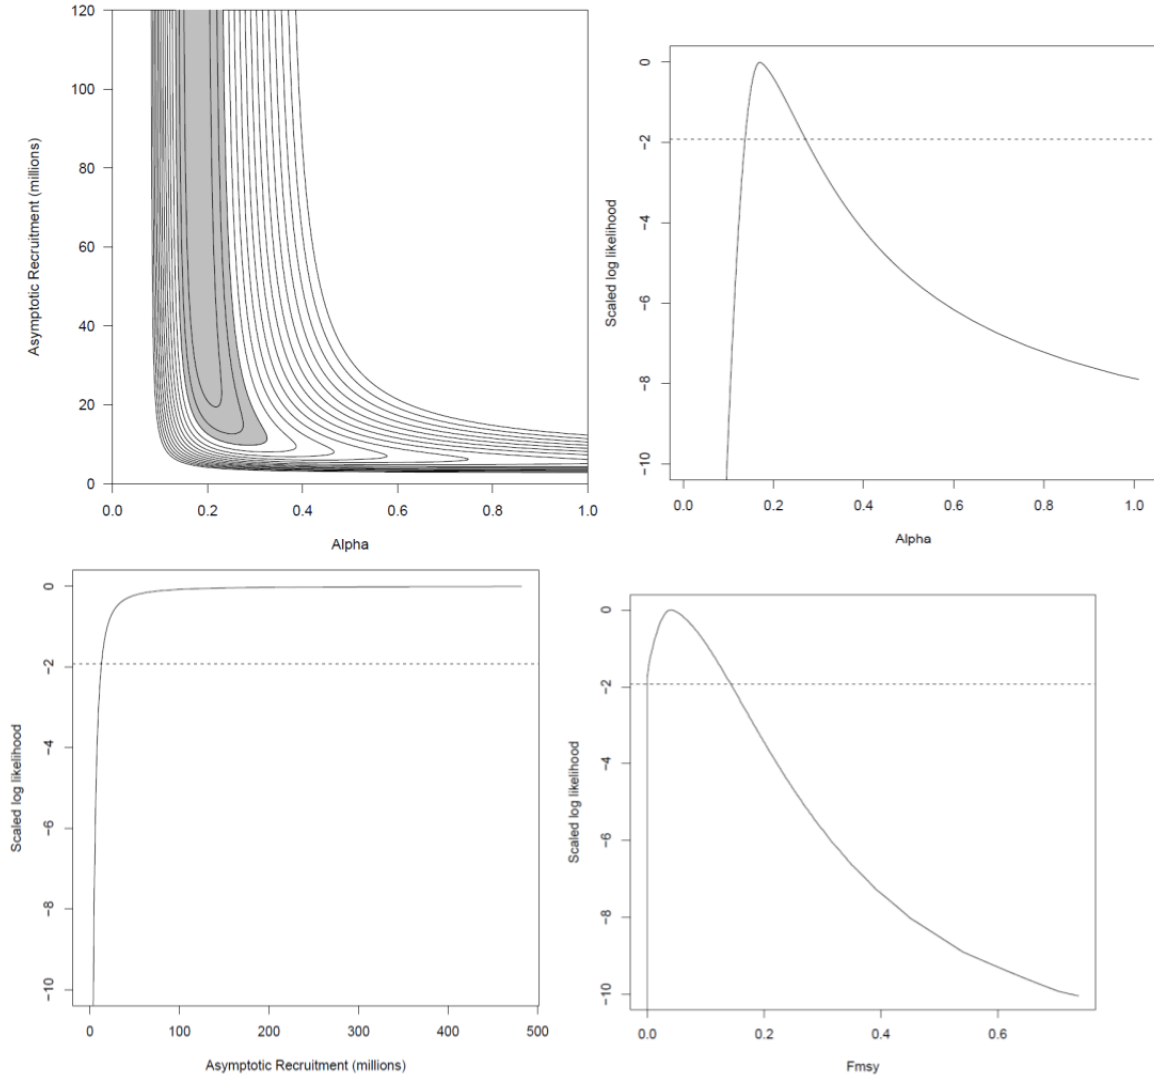 120
100
80
60
40
20
0
Asymptotic Recruitment (millions)
0.0 0.2 0.4 0.6 0.8 1.0
Alpha
0
-2
-4
-6
-8
-10
Scaled log likelihood
0.0 0.2 0.4 0.6 0.8 1.0
Alpha
0
-2
-4
-6
-8
-10
Scaled log likelihood
0 100 200 300 400 500
Asymptotic Recruitment (millions)
0
-2
-4
-6
-8
-10
Scaled log likelihood
0.0 0.2 0.4 0.6
Fmsy